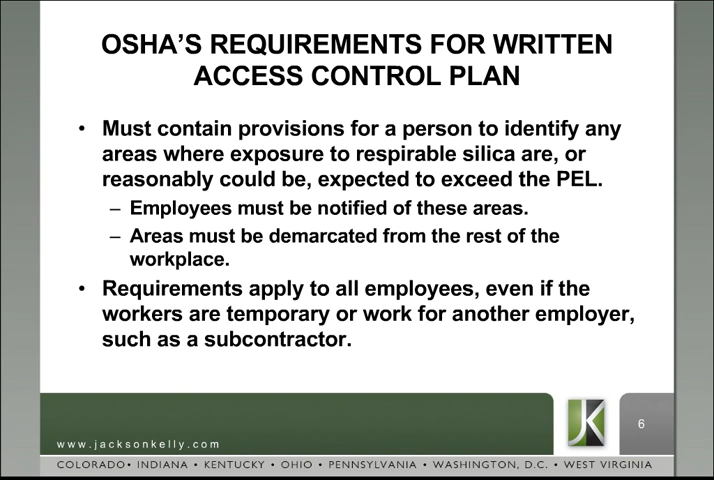 OSHA'S REQUIREMENTS FOR WRITTEN
ACCESS CONTROL PLAN
• Must contain provisions for a person to identify any
areas where exposure to respirable silica are, or
reasonably could be, expected to exceed the PEL.
– Employees must be notified of these areas.
– Areas must be demarcated from the rest of the
workplace.
• Requirements apply to all employees, even if the
workers are temporary or work for another employer,
such as a subcontractor.
JK
6
www.jacksonkelly.com
COLORADO • INDIANA • KENTUCKY • OHIO • PENNSYLVANIA • WASHINGTON, D.C. • WEST VIRGINIA